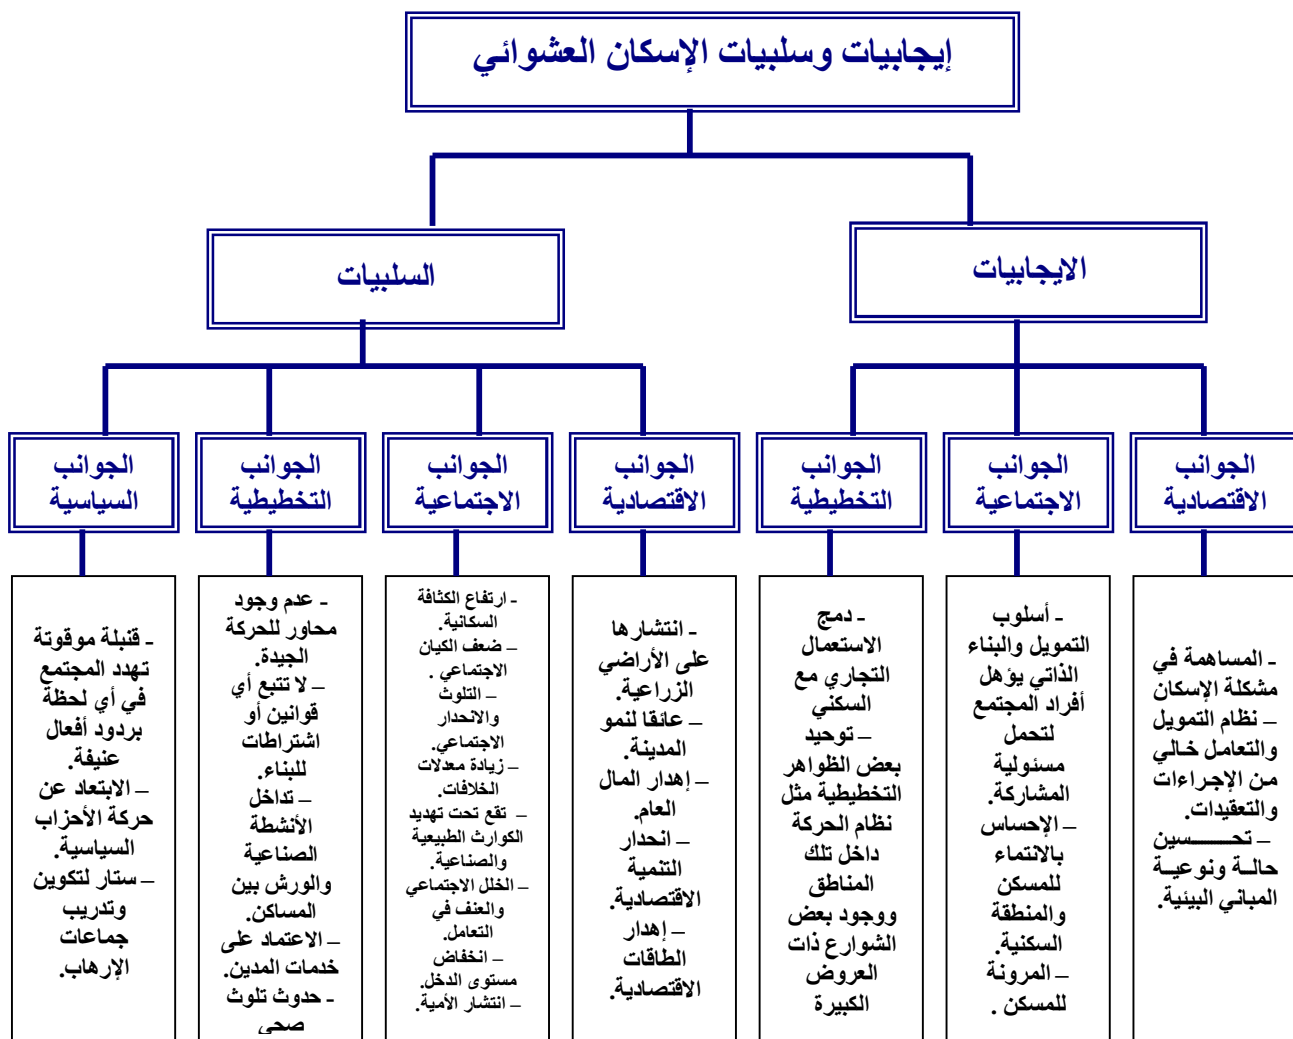 إيجابيات وسلبيات الإسكان العشوائي
الايجابيات
السلبيات
الجوانب
الاقتصادية
الجوانب
الاجتماعية
الجوانب
التخطيطية
الجوانب
الاقتصادية
الجوانب
الاجتماعية
الجوانب
التخطيطية
الجوانب
السياسية
- المساهمة في
مشكلة الإسكان
– نظام التمويل
والتعامل خالي
من الإجراءات
والتعقيدات.
– تحسين
حالة ونوعية
المباني البيئية.
- أسلوب
التمويل والبناء
الذاتي يؤهل
أفراد المجتمع
لتحمل
مسئولية
المشاركة.
– الإحساس
بالانتماء
للمسكن
والمنطقة
السكنية.
– المرونة
للمسكن .
- دمج
الاستعمال
التجاري مع
السكني
– توحيد
بعض الظواهر
التخطيطية مثل
نظام الحركة
داخل تلك
المناطق
ووجود بعض
الشوارع ذات
العروض
الكبيرة
- انتشارها
على الأراضي
الزراعية.
– عائقا لنمو
المدينة.
– إهدار المال
العام.
– انحدار
التنمية
الاقتصادية.
– إهدار
الطاقات
الاقتصادية.
- ارتفاع الكثافة
السكانية.
– ضعف الكيان
الاجتماعي .
– التلوث
والانحدار
الاجتماعي.
– زيادة معدلات
الخلافات.
– تقع تحت تهديد
الكوارث الطبيعية
والصناعية.
– الخلل الاجتماعي
والعنف في
التعامل.
– انخفاض
مستوى الدخل.
– انتشار الأمية.
- عدم وجود
محاور للحركة
الجيدة.
– لا تتبع أي
قوانين أو
اشتراطات
للبناء.
– تداخل
الأنشطة
الصناعية
والورش بين
المساكن.
– الاعتماد على
خدمات المدين.
- حدوث تلوث
صحي
- قنبلة موقوتة
تهدد المجتمع
في أي لحظة
بردود أفعال
عنيفة.
– الابتعاد عن
حركة الأحزاب
السياسية.
– ستار لتكوين
وتدريب
جماعات
الإرهاب.